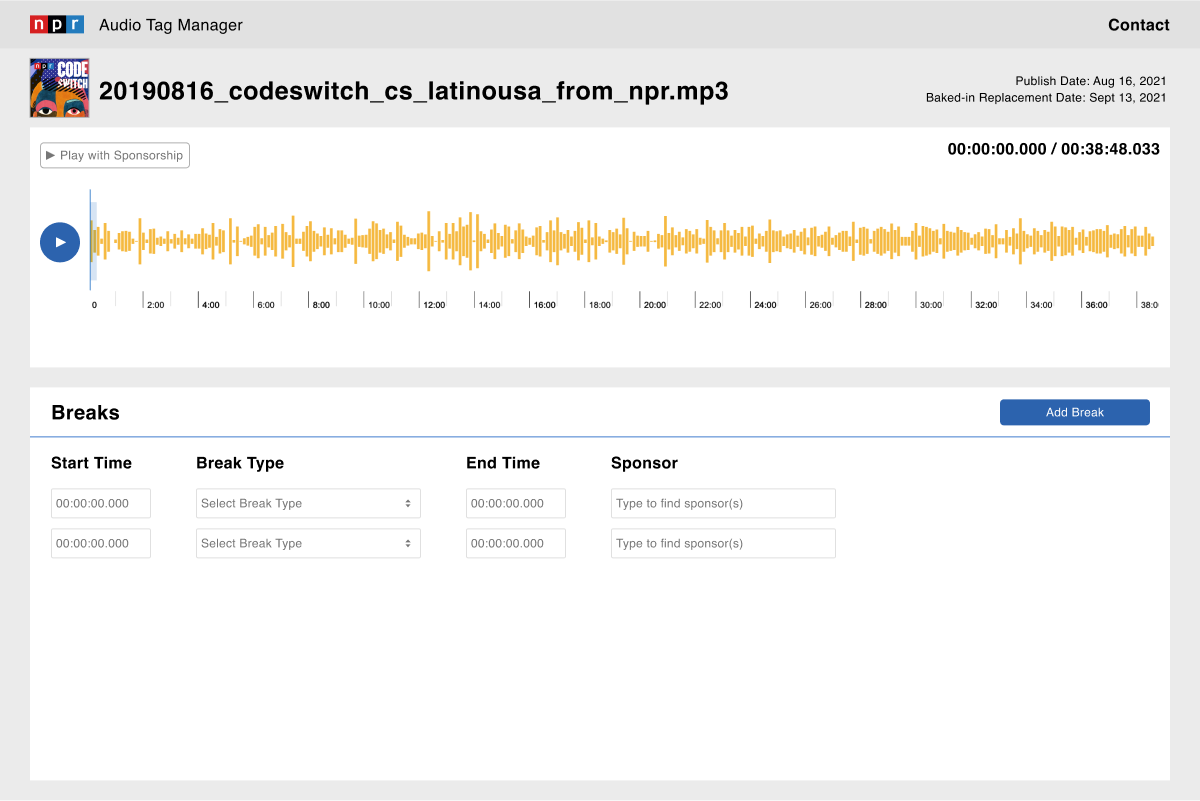 npr Audio Tag Manager Contact
npr
CODE
SWITCH
20190816_codeswitch_cs_latinousa_from_npr.mp3
Publish Date: Aug 16, 2021
Baked-in Replacement Date: Sept 13, 2021
Play with Sponsorship
00:00:00.000 / 00:38:48.033
0 2:00 4:00 6:00 8:00 10:00 12:00 14:00 16:00 18:00 20:00 22:00 24:00 26:00 28:00 30:00 32:00 34:00 36:00 38:0
Breaks Add Break
Start Time Break Type End Time Sponsor
00:00:00.000 Select Break Type 00:00:00.000 Type to find sponsor(s)
00:00:00.000 Select Break Type 00:00:00.000 Type to find sponsor(s)